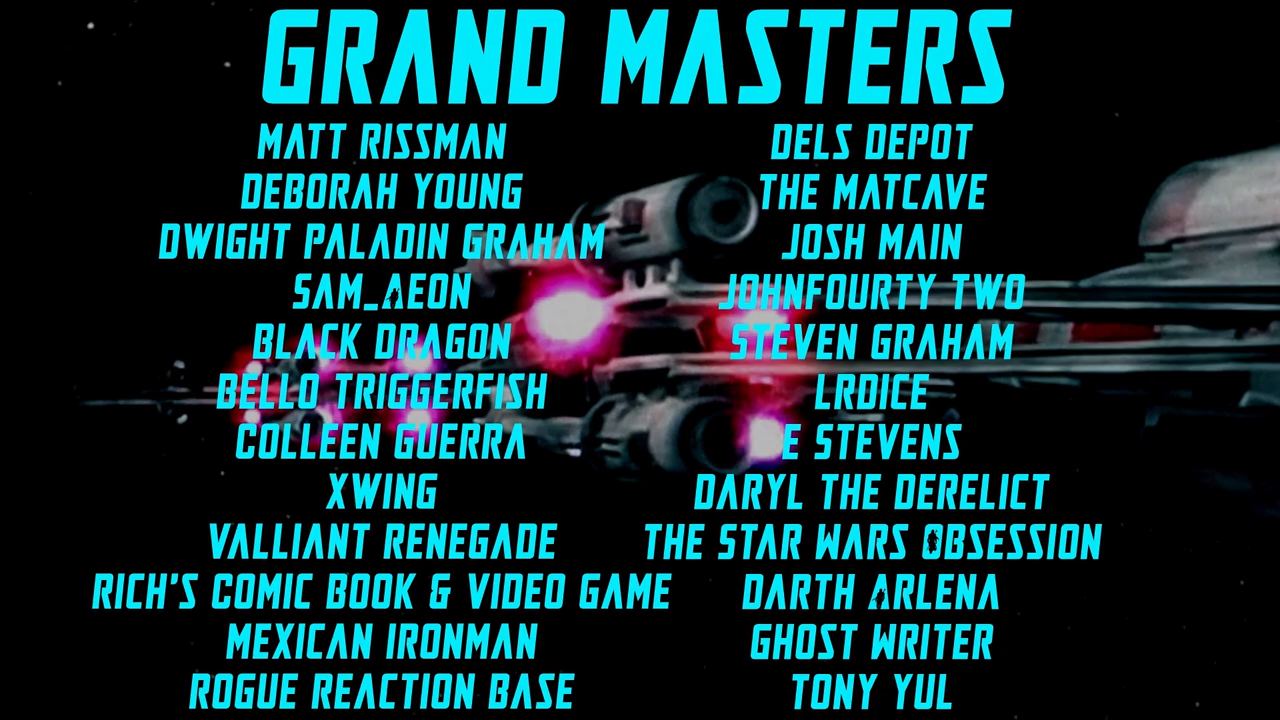 GRAND MASTERS
MATT RISSMAN
DEBORAH YOUNG
DWIGHT PALADIN GRAHAM
SAM_AEON
BLACK DRAGON
BELLO TRIGGERFISH
COLLEEN GUERRA
XWING
VALLIANT RENEGADE
RICH'S COMIC BOOK & VIDEO GAME
MEXICAN IRONMAN
ROGUE REACTION BASE
DELS DEPOT
THE MATCAVE
JOSH MAIN
JOHNFOURTY TWO
STEVEN GRAHAM
LRDICE
E STEVENS
DARYL THE DERELICT
THE STAR WARS OBSESSION
DARTH ARLENA
GHOST WRITER
TONY YUL